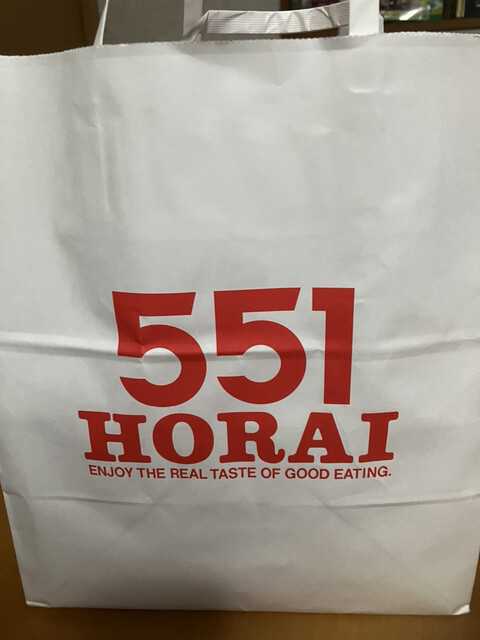 551
HORAI
ENJOY THE REAL TASTE OF GOOD EATING.